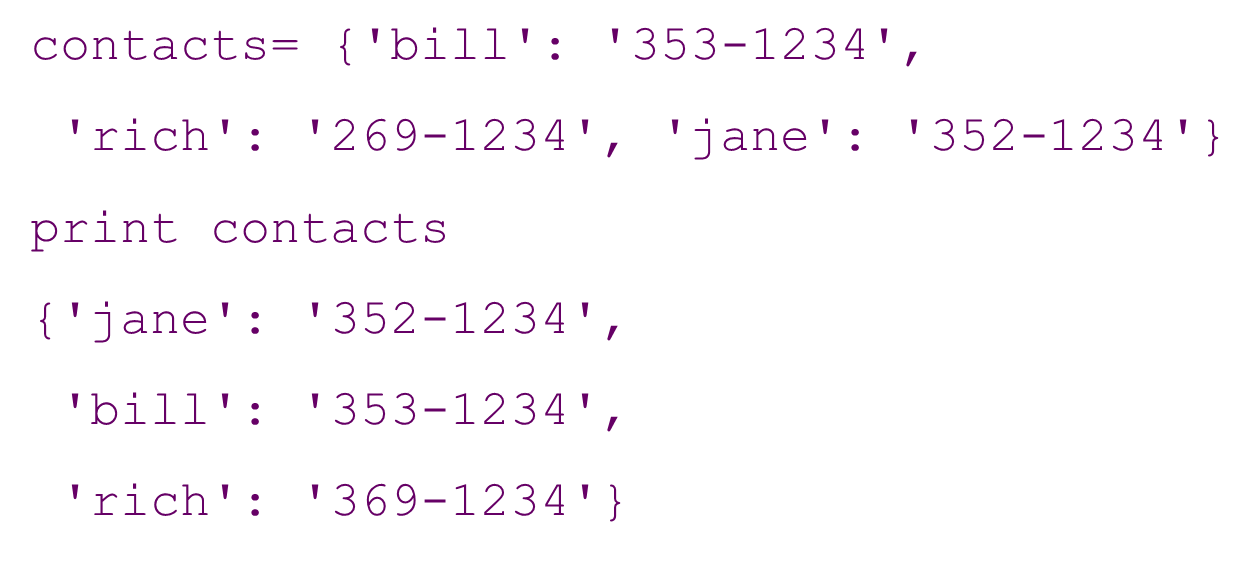 contacts= {'bill': '353-1234',
'rich': '269-1234', 'jane': '352-1234'}
print contacts
{'jane': '352-1234',
'bill': '353-1234',
'rich': '369-1234'}